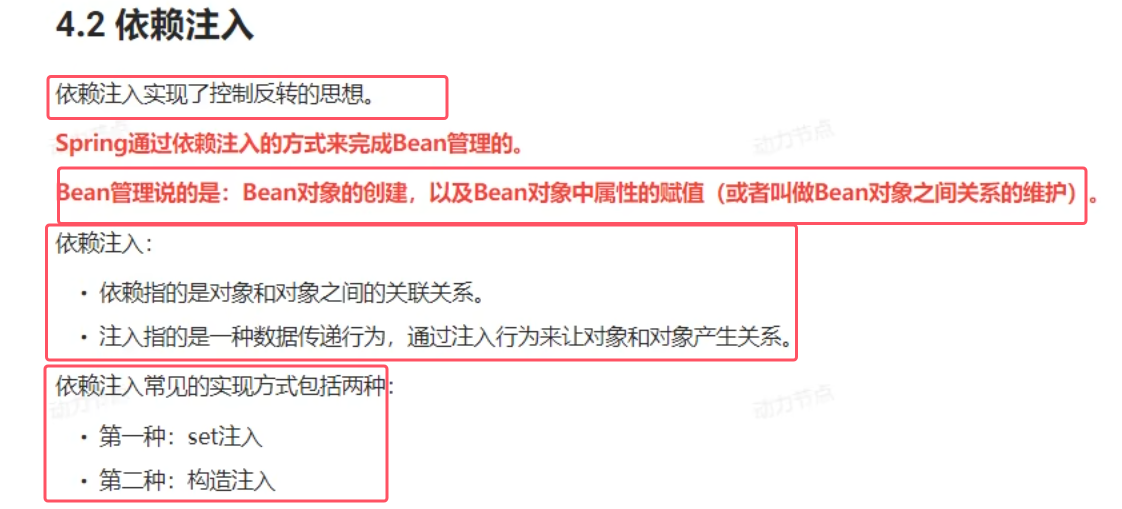 4.2 依赖注入
依赖注入实现了控制反转的思想。
Spring通过依赖注入的方式来完成Bean管理的。
动力节点
Bean管理说的是：Bean对象的创建，以及Bean对象中属性的赋值（或者叫做Bean对象之间关系的维护）。
依赖注入：
• 依赖指的是对象和对象之间的关联关系。
• 注入指的是一种数据传递行为，通过注入行为来让对象和对象产生关系。
依赖注入常见的实现方式包括两种：
动力节点
• 第一种：set注入
• 第二种：构造注入